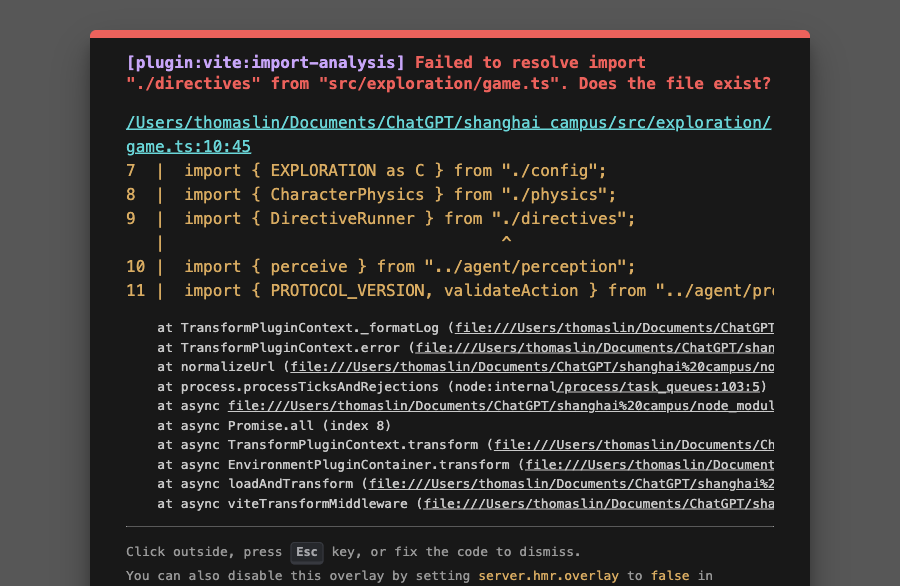 [plugin:vite:import-analysis] Failed to resolve import
"./directives" from "src/exploration/game.ts". Does the file exist?
/Users/thomaslin/Documents/ChatGPT/shanghai campus/src/exploration/
game.ts:10:45
7  |  import { EXPLORATION as C } from "./config";
8  |  import { CharacterPhysics } from "./physics";
9  |  import { DirectiveRunner } from "./directives";
   |                                   ^
10 |  import { perceive } from "../agent/perception";
11 |  import { PROTOCOL_VERSION, validateAction } from "../agent/pro
at TransformPluginContext._formatLog (file:///Users/thomaslin/Documents/ChatGPT
at TransformPluginContext.error (file:///Users/thomaslin/Documents/ChatGPT/shan
at normalizeUrl (file:///Users/thomaslin/Documents/ChatGPT/shanghai%20campus/no
at process.processTicksAndRejections (node:internal/process/task_queues:103:5)
at async file:///Users/thomaslin/Documents/ChatGPT/shanghai%20campus/node_modul
at async Promise.all (index 8)
at async TransformPluginContext.transform (file:///Users/thomaslin/Documents/Ch
at async EnvironmentPluginContainer.transform (file:///Users/thomaslin/Document
at async loadAndTransform (file:///Users/thomaslin/Documents/ChatGPT/shanghai%2
at async viteTransformMiddleware (file:///Users/thomaslin/Documents/ChatGPT/sha
Click outside, press Esc key, or fix the code to dismiss.
You can also disable this overlay by setting server.hmr.overlay to false in